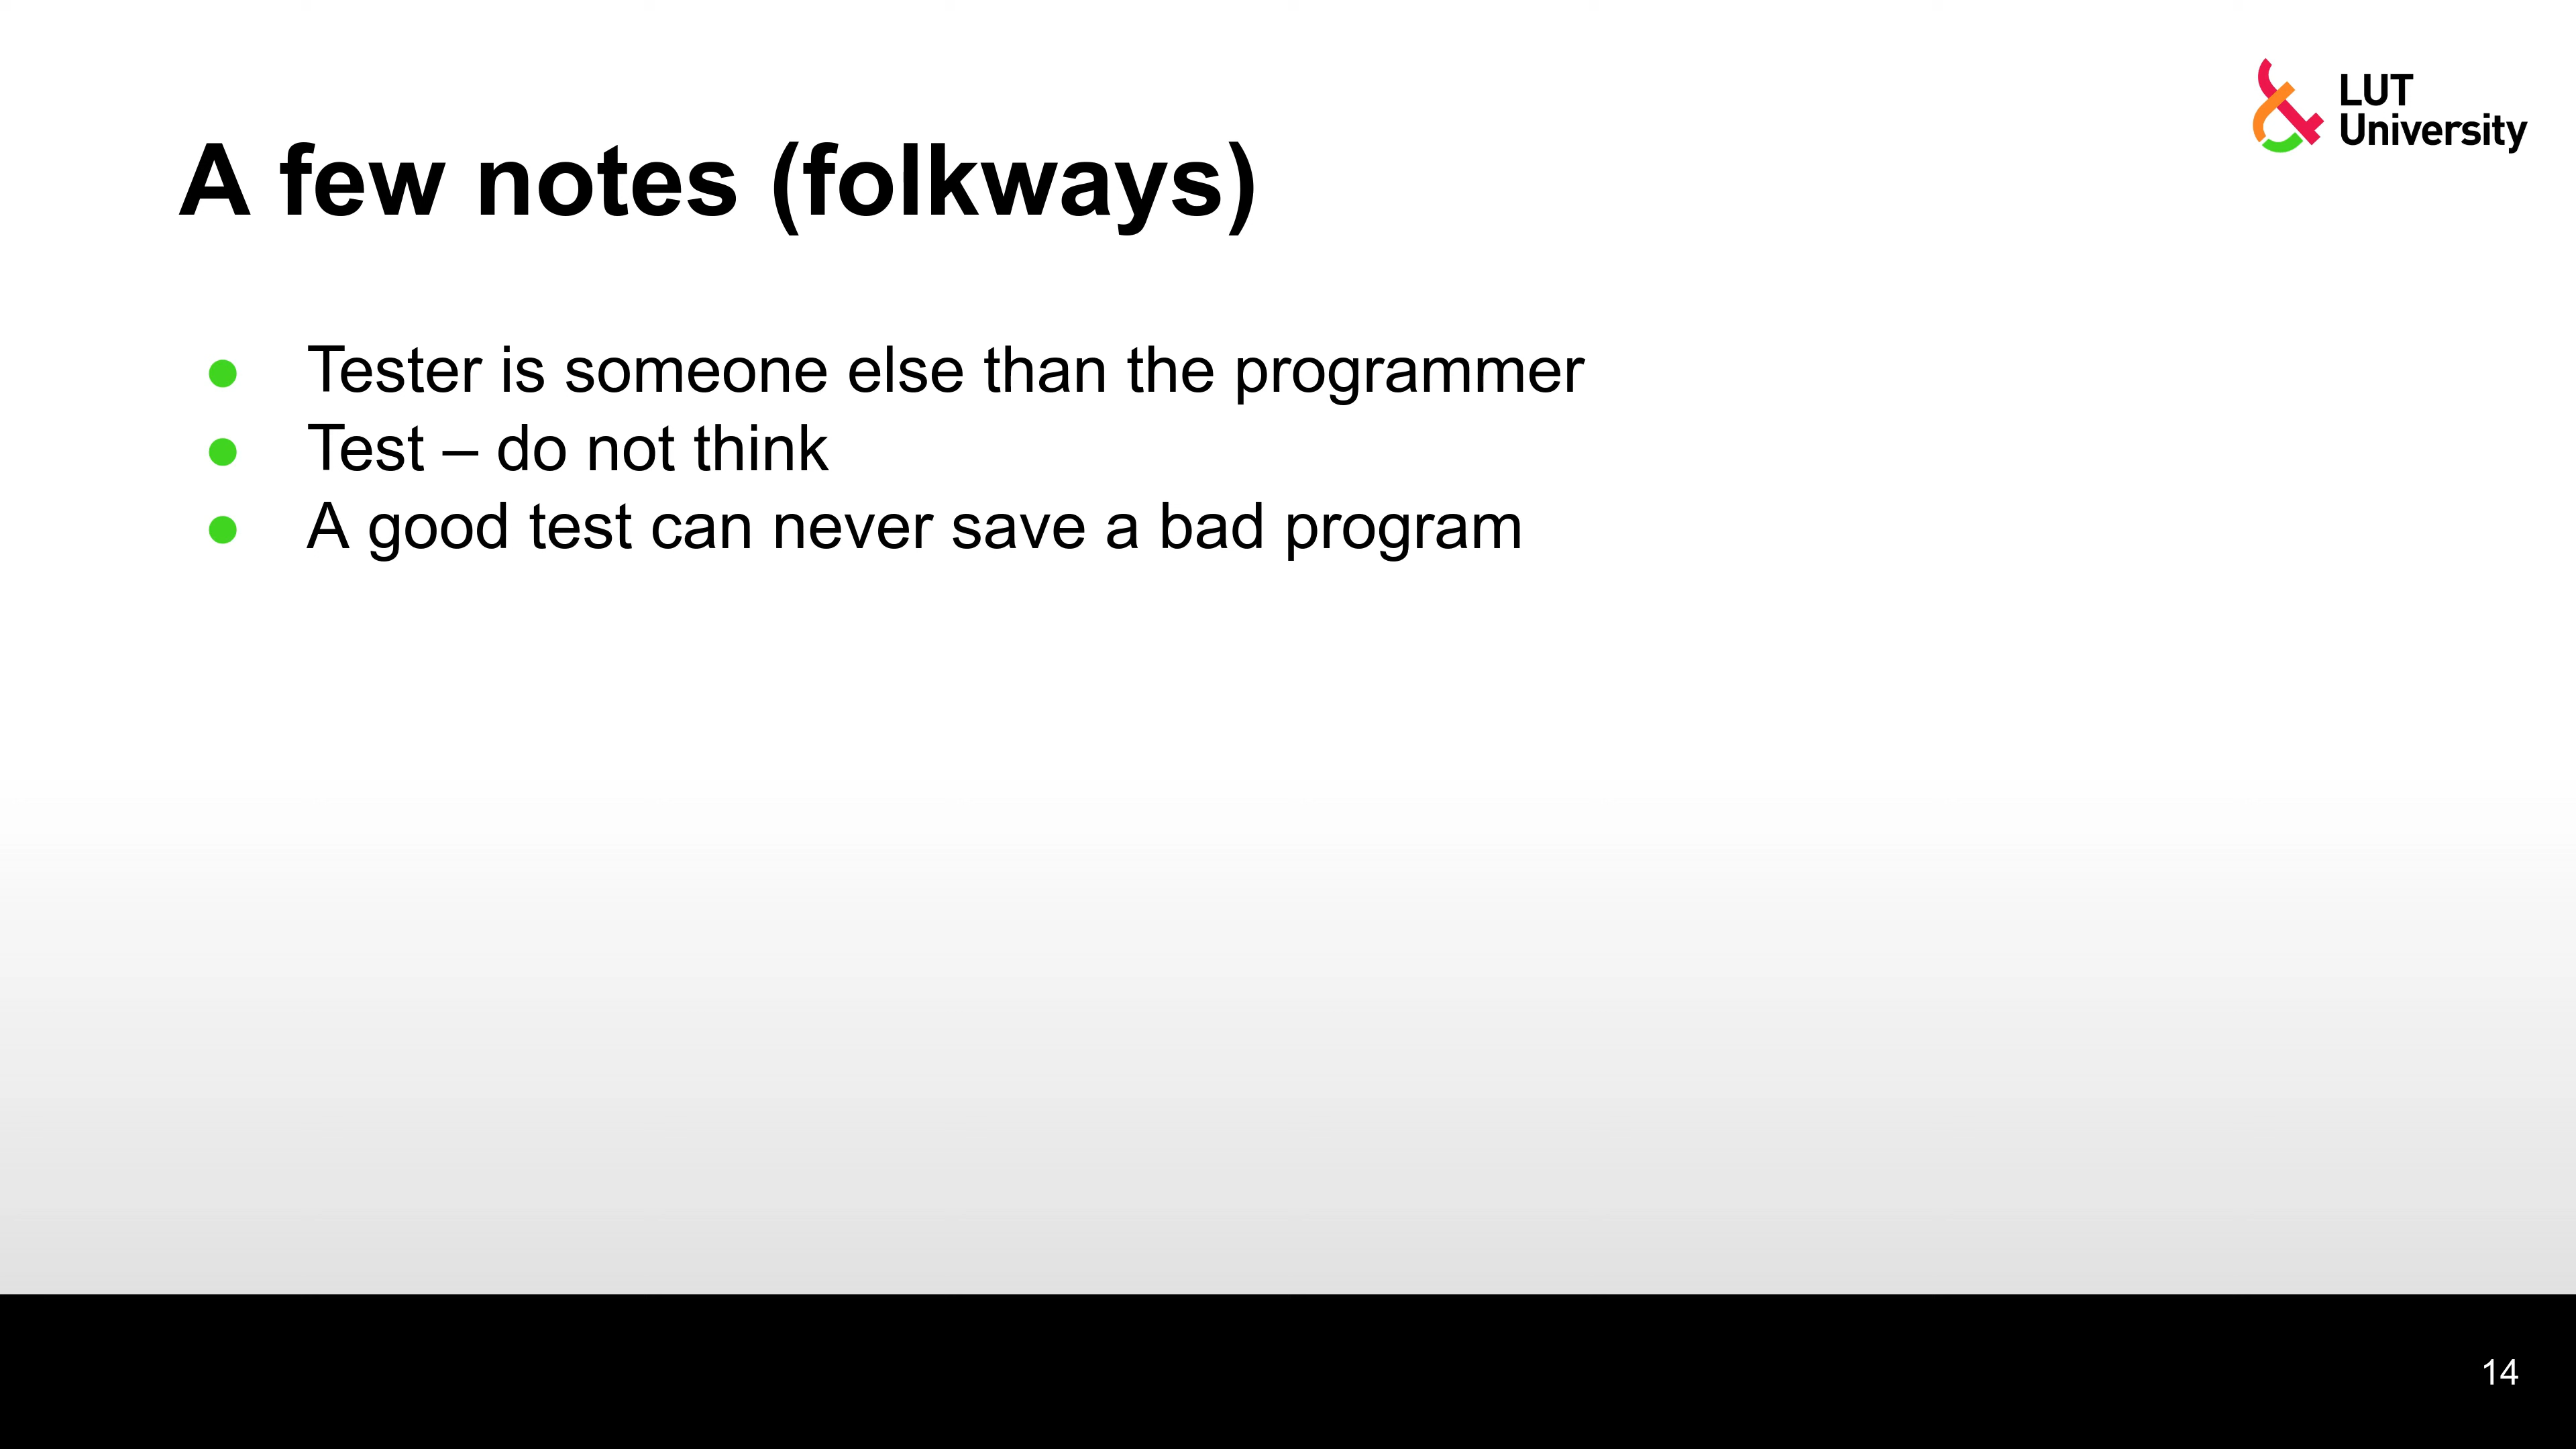 LUT
University
A few notes (folkways)
● Tester is someone else than the programmer
● Test – do not think
● A good test can never save a bad program
14